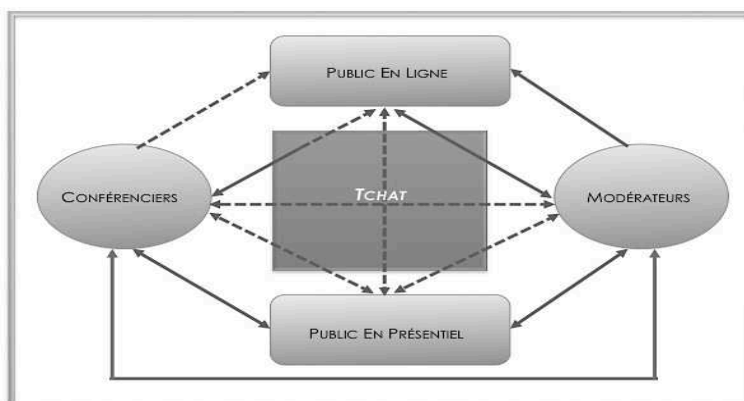 PUBLIC EN LIGNE
CONFÉRENCIERS
TCHAT
MODÉRATEURS
PUBLIC EN PRÉSENTIEL